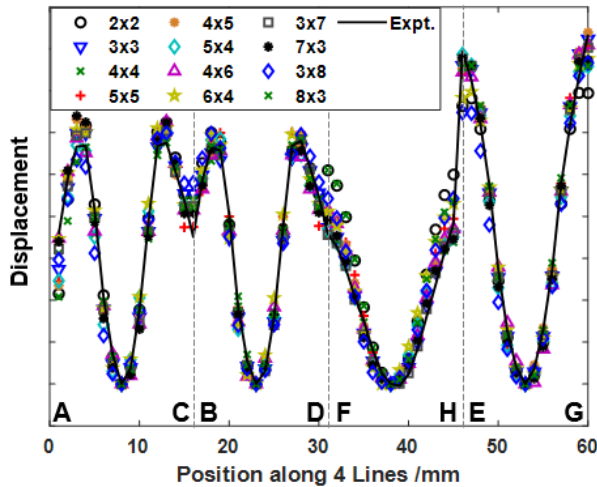 2x2 4x5 3x7 Expt.
3x3 5x4 7x3
4x4 4x6 3x8
5x5 6x4 8x3
Displacement
A C B D F H E G
0 10 20 30 40 50 60
Position along 4 Lines /mm